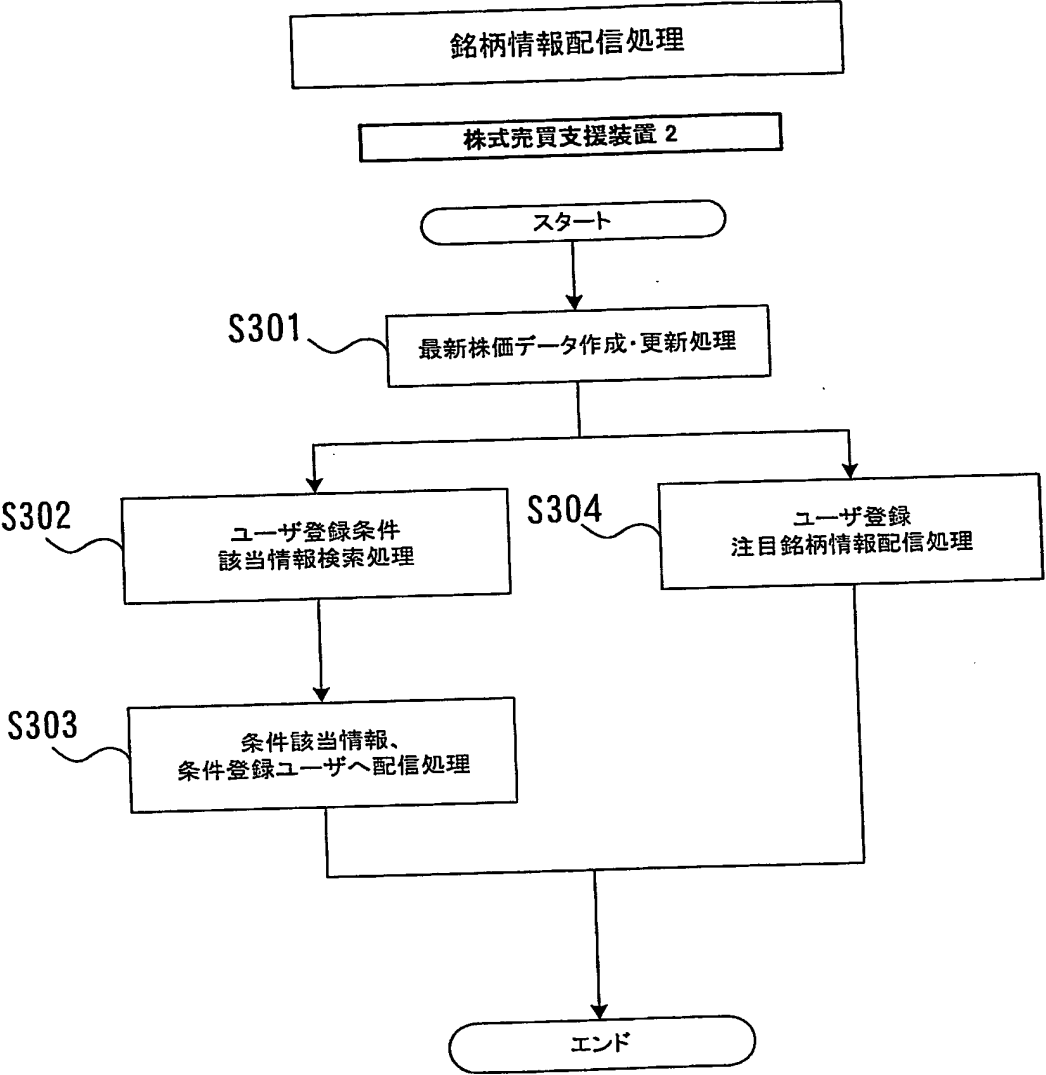 銘柄情報配信処理
株式売買支援装置 2
スタート
S301
最新株価データ作成・更新処理
S302
ユーザ登録条件
該当情報検索処理
S304
ユーザ登録
注目銘柄情報配信処理
S303
条件該当情報、
条件登録ユーザへ配信処理
エンド